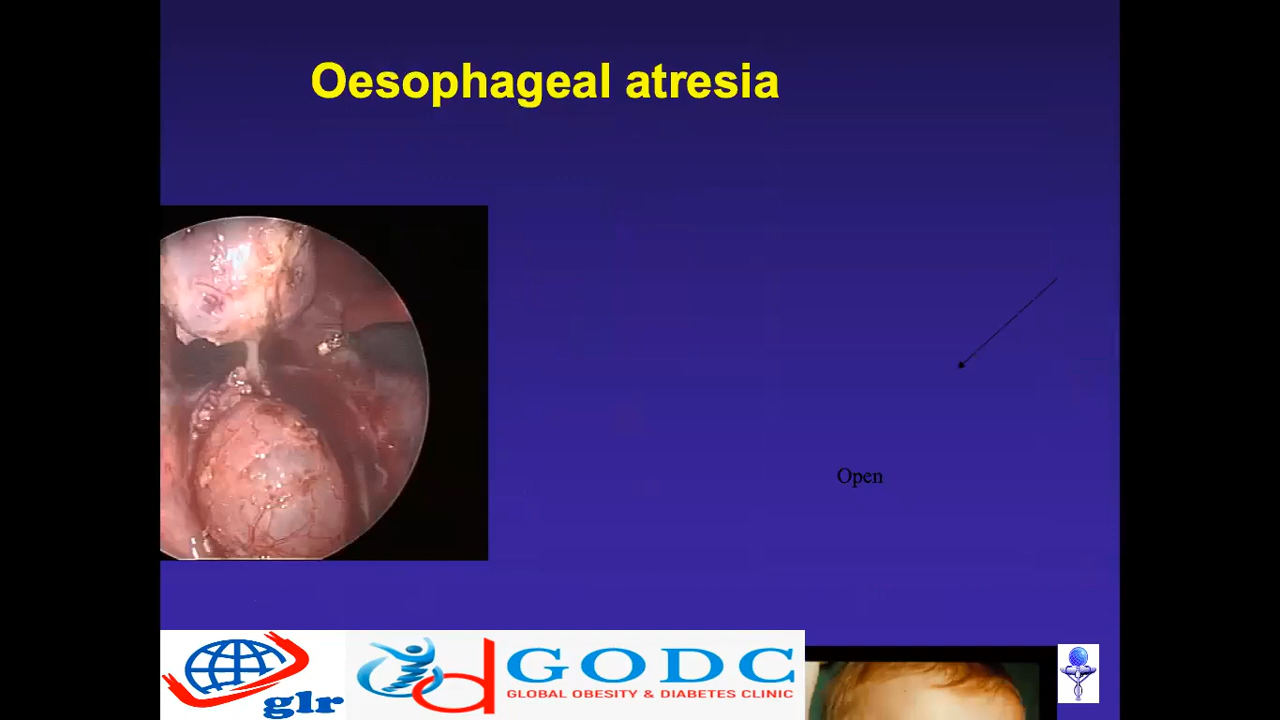 Oesophageal atresia
Open
glr
GODC
GLOBAL OBESITY & DIABETES CLINIC